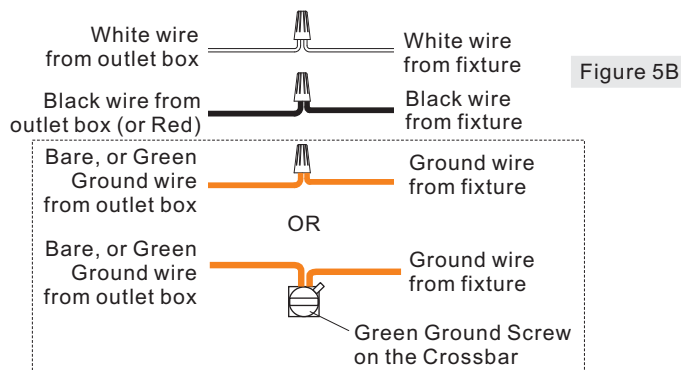 White wire
from outlet box
White wire
from fixture
Figure 5B
Black wire from
outlet box (or Red)
Black wire
from fixture
Bare, or Green
Ground wire
from outlet box
Ground wire
from fixture
OR
Bare, or Green
Ground wire
from outlet box
Ground wire
from fixture
Green Ground Screw
on the Crossbar